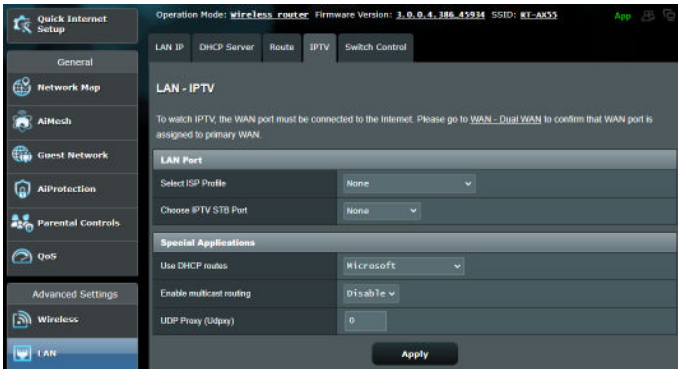 Quick Internet
Setup
General
Network Map
AiMesh
Guest Network
AiProtection
Parental Controls
QoS
Advanced Settings
Wireless
LAN
Operation Mode: Wireless router Firmware Version: 3.0.0.4.386_45934 SSID: RT-AX55 App
LAN IP DHCP Server Route IPTV Switch Control
LAN - IPTV
To watch IPTV, the WAN port must be connected to the Internet. Please go to WAN - Dual WAN to confirm that WAN port is
assigned to primary WAN.
LAN Port
Select ISP Profile None
Choose IPTV STB Port None
Special Applications
Use DHCP routes Microsoft
Enable multicast routing Disable
UDP Proxy (Udpxy) 0
Apply